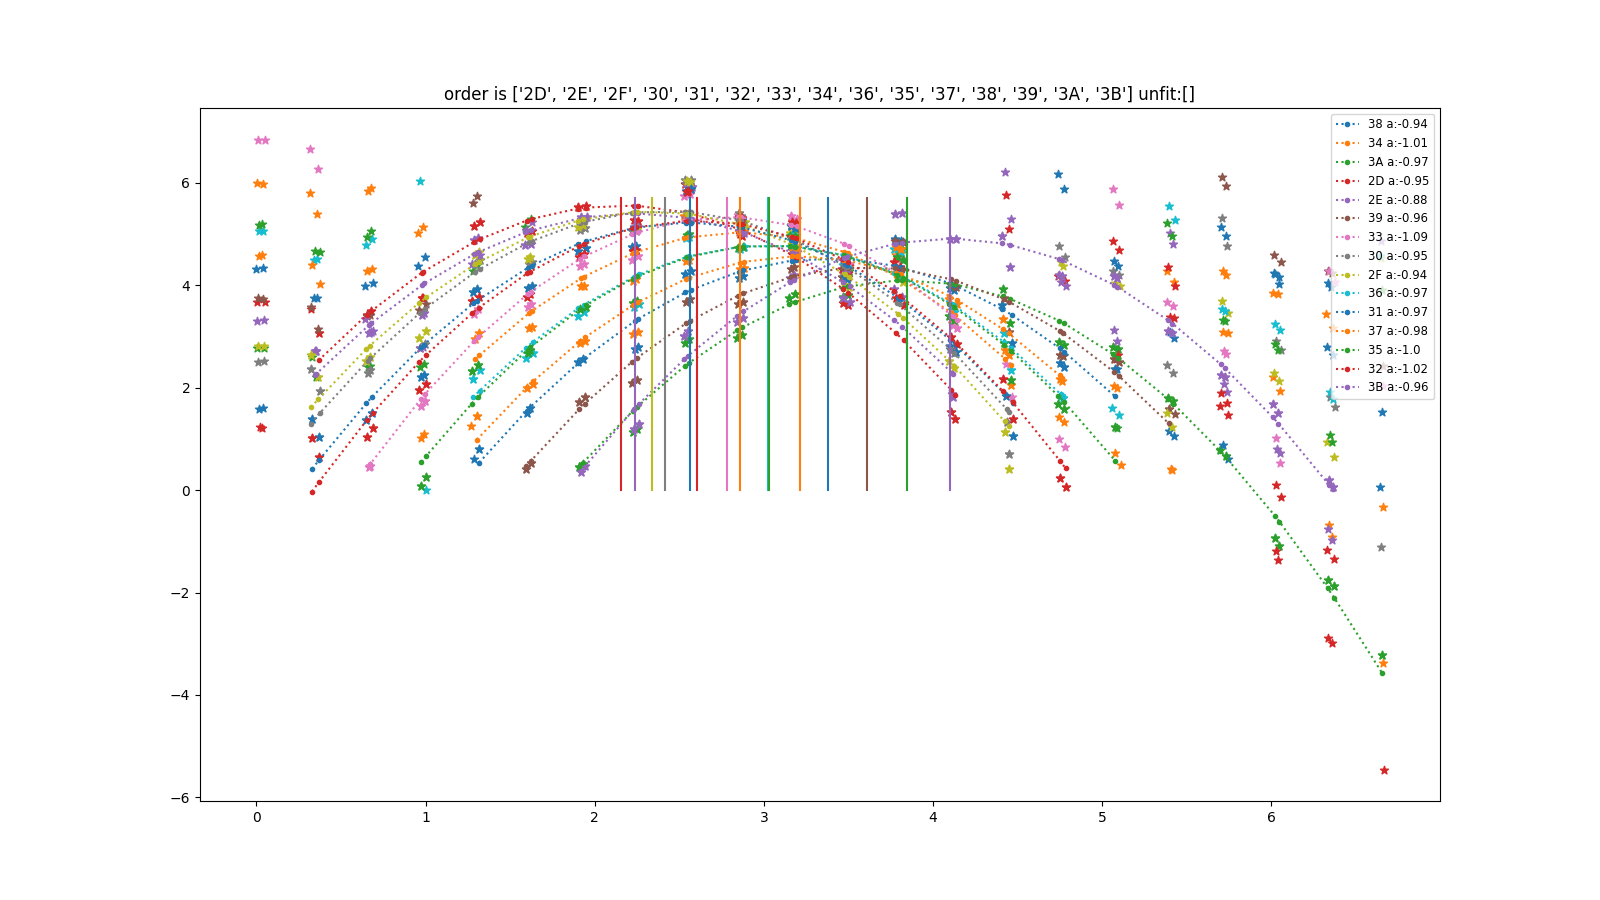 order is ['2D', '2E', '2F', '30', '31', '32', '33', '34', '36', '35', '37', '38', '39', '3A', '3B'] unfit:[]
38 a:-0.94
34 a:-1.01
3A a:-0.97
2D a:-0.95
2E a:-0.88
39 a:-0.96
33 a:-1.09
30 a:-0.95
2F a:-0.94
36 a:-0.97
31 a:-0.97
37 a:-0.98
35 a:-1.0
32 a:-1.02
3B a:-0.96
6
4
2
0
−2
−4
−6
0 1 2 3 4 5 6